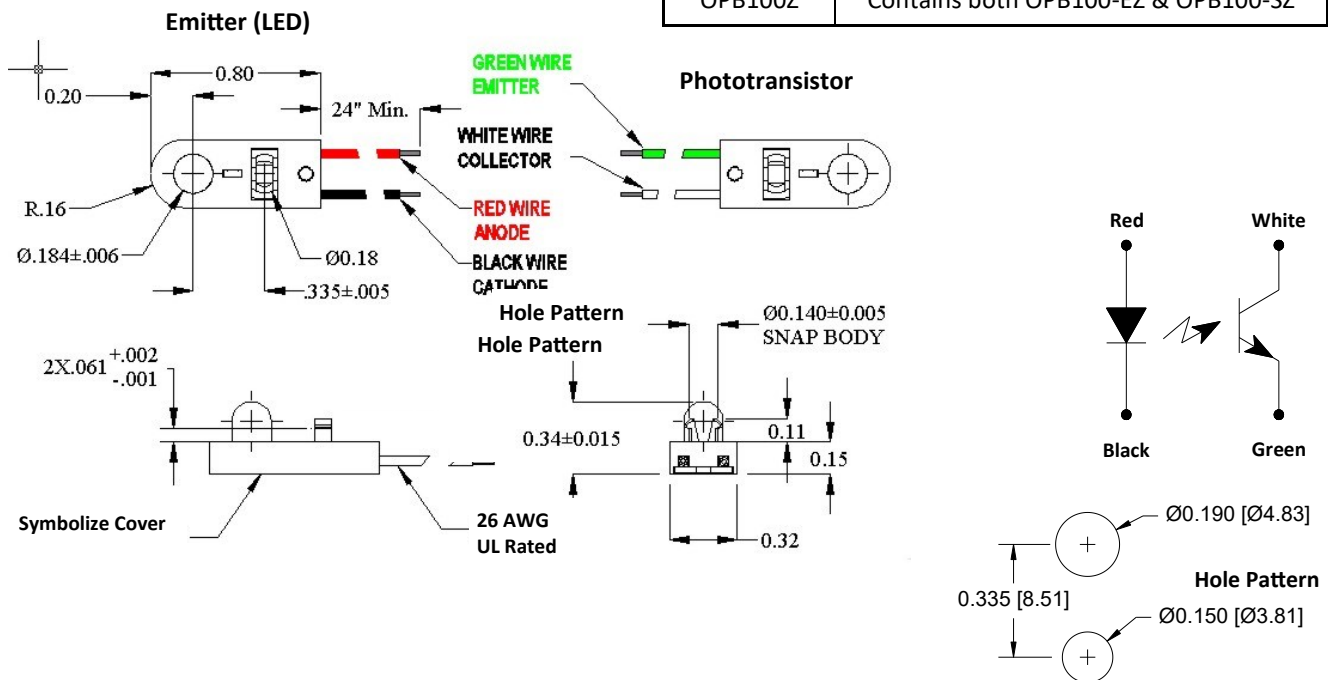 OPB100Z
Contains both OPB100-EZ & OPB100-SZ
Emitter (LED)
0.80
0.20
24" Min.
GREEN WIRE
EMITTER
Phototransistor
WHITE WIRE
COLLECTOR
R.16
RED WIRE
ANODE
Ø.184±.006
Ø0.18
BLACK WIRE
CATHODE
.335±.005
Red
White
Hole Pattern
Hole Pattern
Ø0.140±0.005
SNAP BODY
2X.061 +.002
-.001
0.34±0.015
0.11
0.15
Black
Green
Symbolize Cover
26 AWG
UL Rated
0.32
Ø0.190 [Ø4.83]
Hole Pattern
0.335 [8.51]
Ø0.150 [Ø3.81]